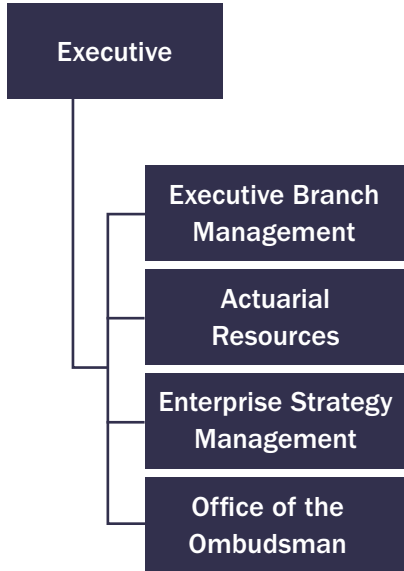 Executive
Executive Branch
Management
Actuarial
Resources
Enterprise Strategy
Management
Office of the
Ombudsman